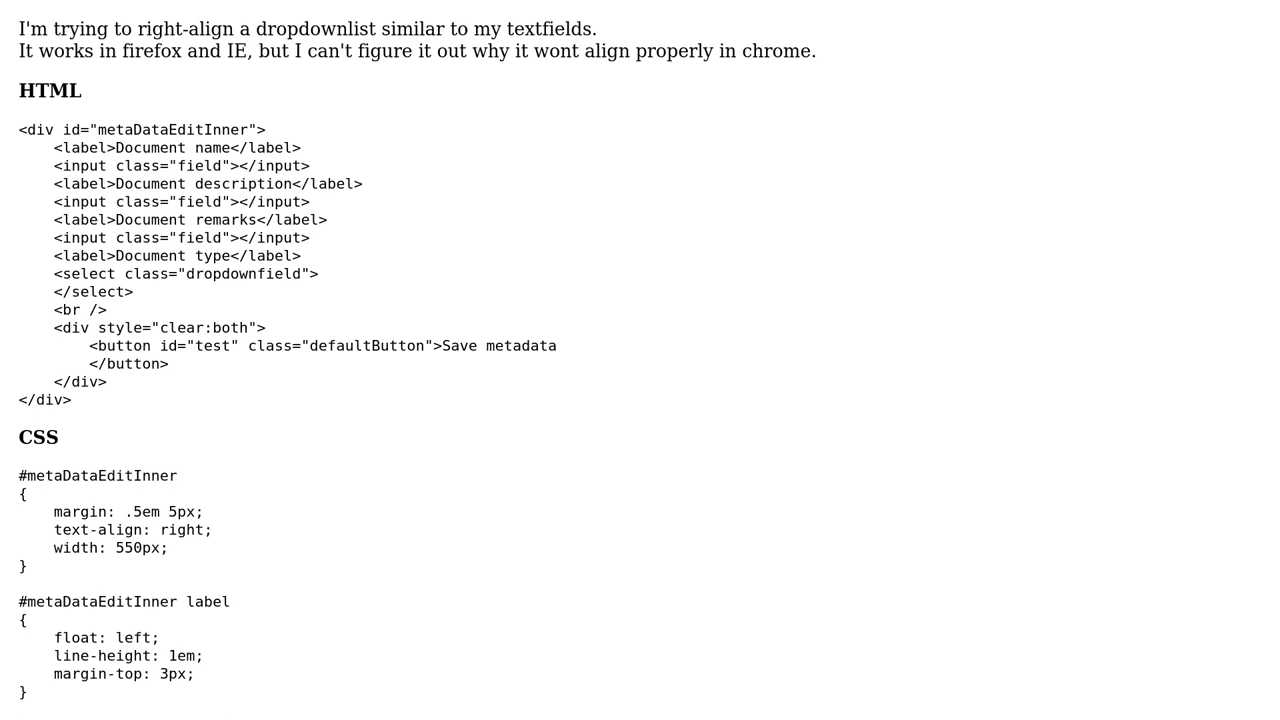 I'm trying to right-align a dropdownlist similar to my textfields.
It works in firefox and IE, but I can't figure it out why it wont align properly in chrome.
HTML
<div id="metaDataEditInner">
    <label>Document name</label>
    <input class="field"></input>
    <label>Document description</label>
    <input class="field"></input>
    <label>Document remarks</label>
    <input class="field"></input>
    <label>Document type</label>
    <select class="dropdownfield">
    </select>
    <br />
    <div style="clear:both">
        <button id="test" class="defaultButton">Save metadata
        </button>
    </div>
</div>
CSS
#metaDataEditInner
{
    margin: .5em 5px;
    text-align: right;
    width: 550px;
}
#metaDataEditInner label
{
    float: left;
    line-height: 1em;
    margin-top: 3px;
}